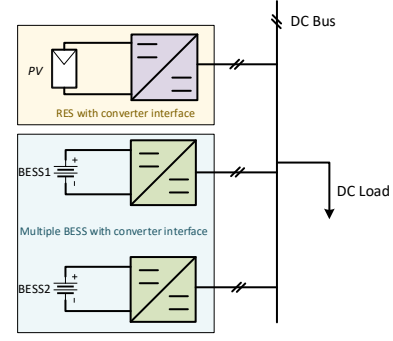 DC Bus
PV
RES with converter interface
+
-
BESS1
DC Load
Multiple BESS with converter interface
+
-
BESS2